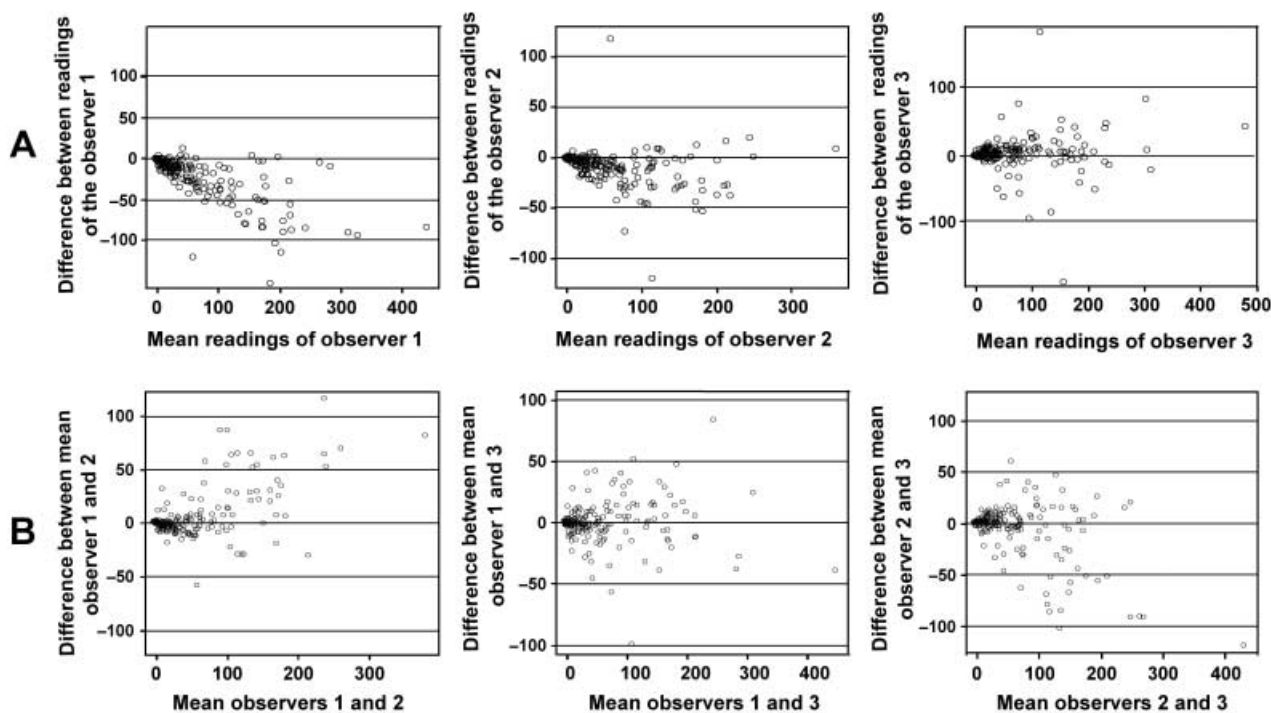 A
Difference between readings
of the observer 1
100
50
0
−50
−100
0
100
200
300
400
Mean readings of observer 1
Difference between readings
of the observer 2
100
50
0
−50
−100
0
100
200
300
Mean readings of observer 2
Difference between readings
of the observer 3
100
0
−100
0
100
200
300
400
500
Mean readings of observer 3
B
Difference between mean
observer 1 and 2
100
50
0
−50
−100
0
100
200
300
Mean observers 1 and 2
Difference between mean
observer 1 and 3
100
50
0
−50
−100
0
100
200
300
400
Mean observers 1 and 3
Difference between mean
observer 2 and 3
100
50
0
−50
−100
0
100
200
300
400
Mean observers 2 and 3